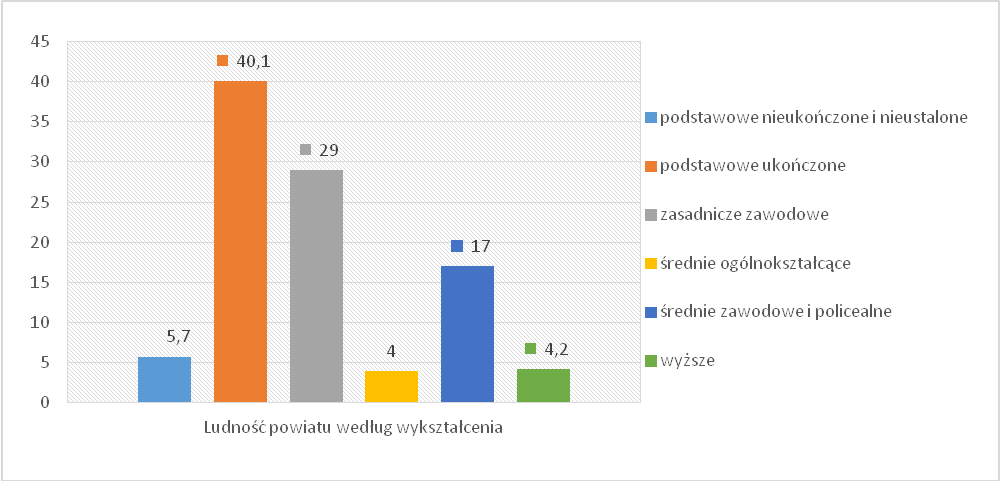 45
40
35
30
25
20
15
10
5
0
5,7
40,1
29
4
17
4,2
Ludność powiatu według wykształcenia
podstawowe nieukończone i nieustalone
podstawowe ukończone
zasadnicze zawodowe
średnie ogólnokształcące
średnie zawodowe i policealne
wyższe